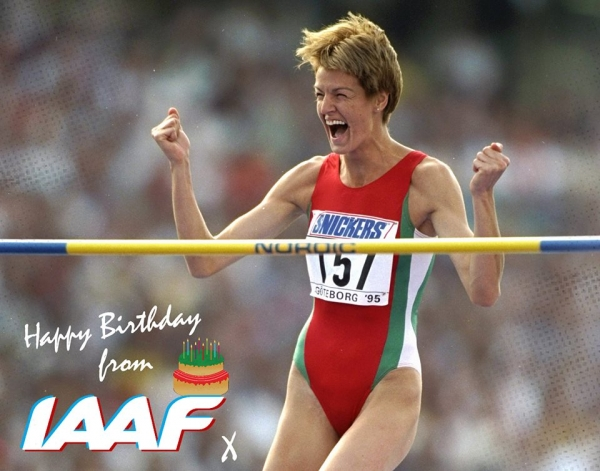 SNICKERS
NORDIC
157
GÖTEBORG '95
Happy Birthday
from
IAAF
x